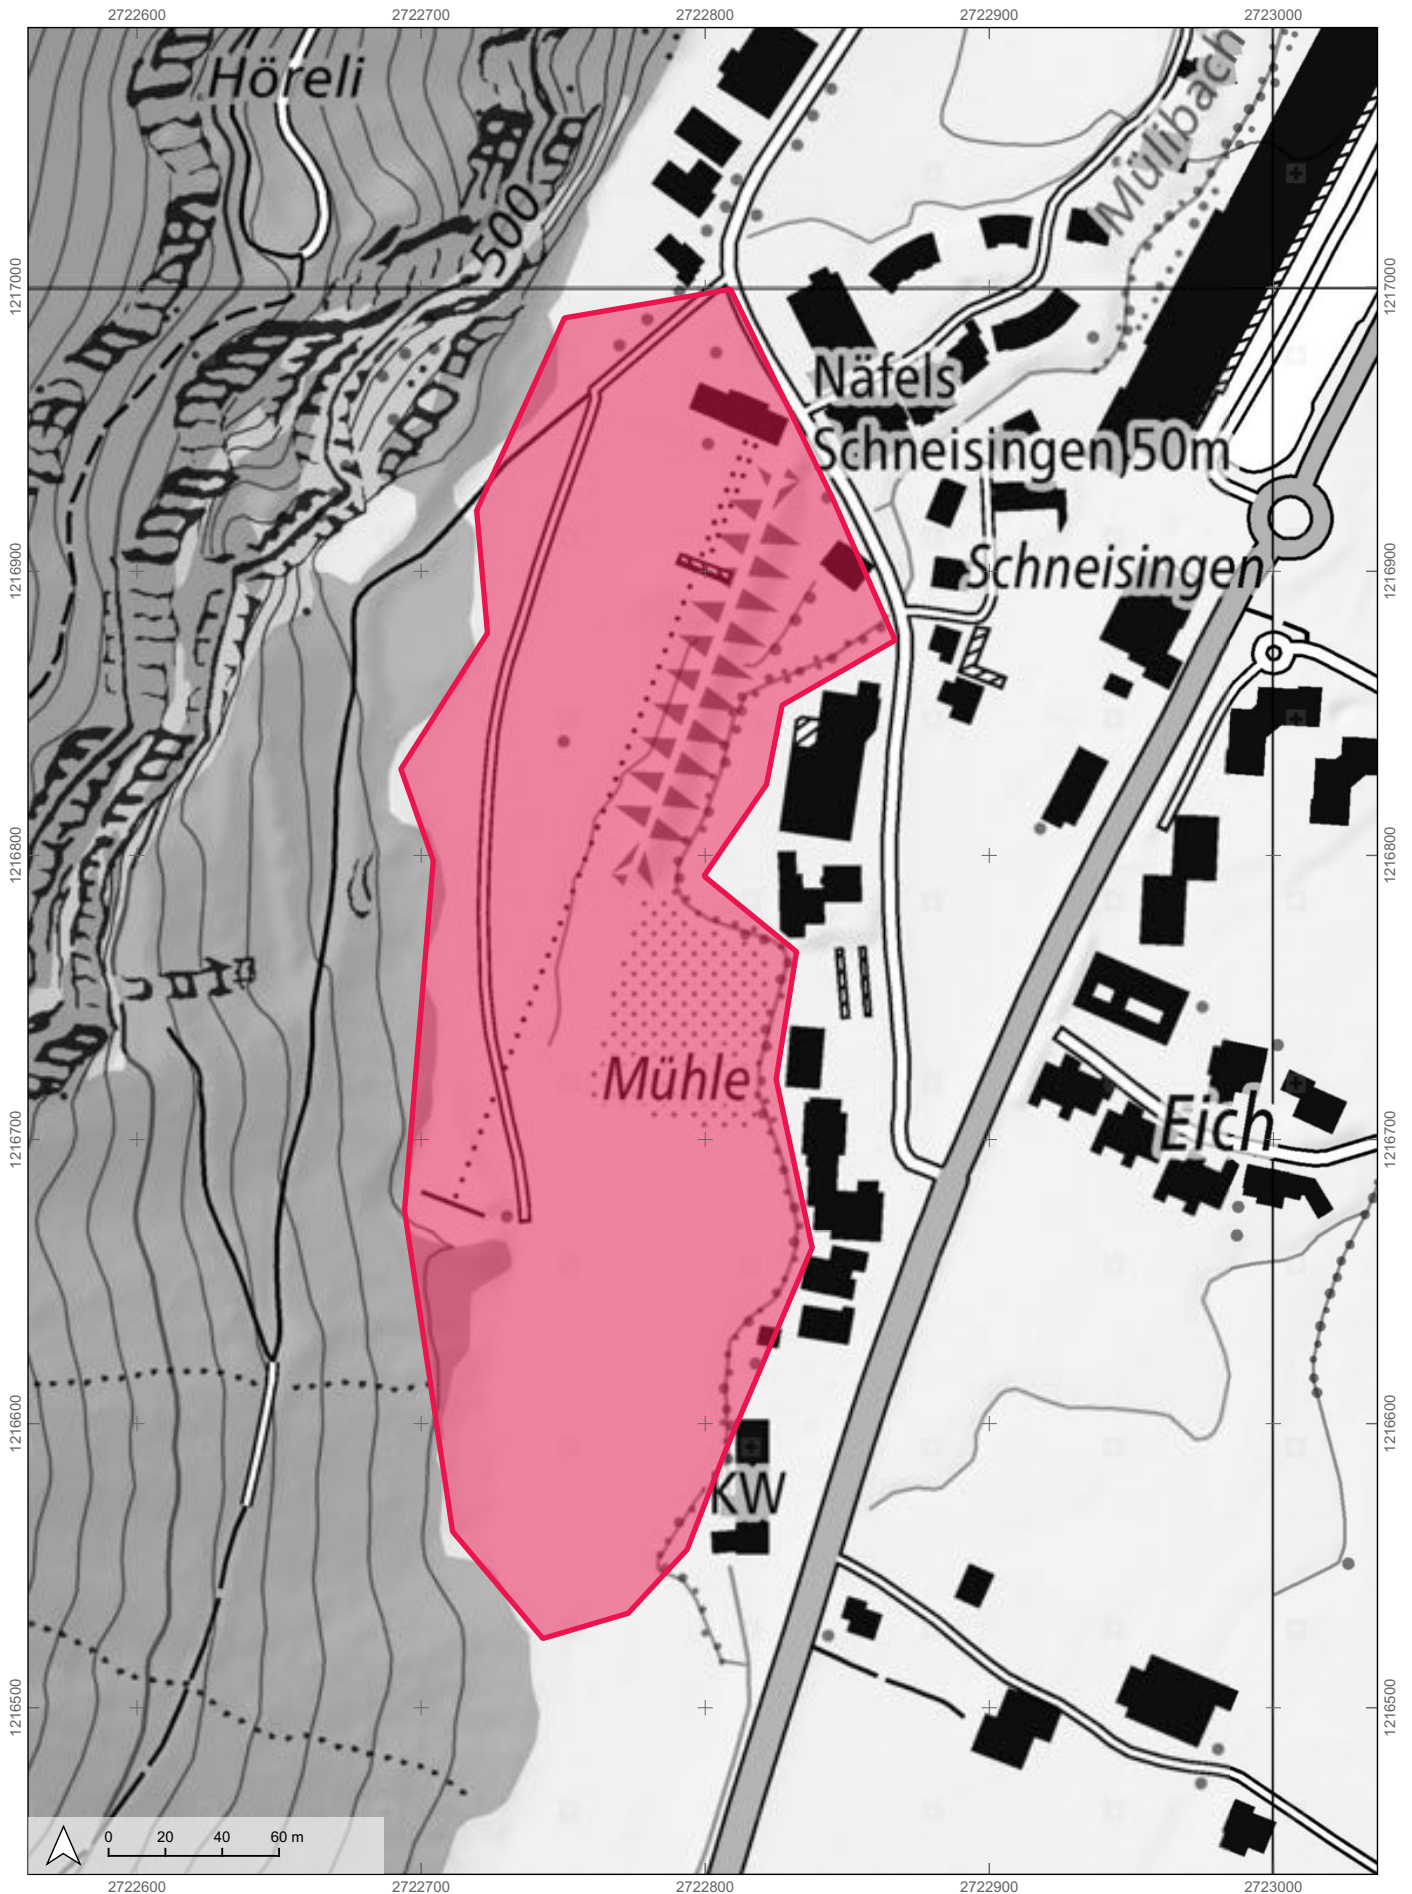 2722600 2722700 2722800 2722900 2723000
Höreli
Mülibach
500
1217000 1217000
Näfels
Schneisingen 50m
Schneisingen
1216900 1216900
1216800 1216800
Mühle
Eich
1216700 1216700
1216600 1216600
KW
1216500 1216500
0 20 40 60 m
2722600 2722700 2722800 2722900 2723000